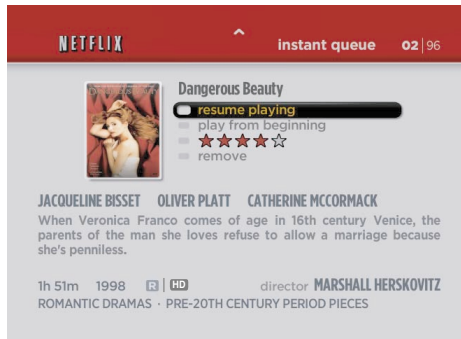 NETFLIX
instant queue 02|96
Dangerous Beauty
resume playing
play from beginning
remove
JACQUELINE BISSET OLIVER PLATT CATHERINE MCCORMACK
When Veronica Franco comes of age in 16th century Venice, the
parents of the man she loves refuse to allow a marriage because
she's penniless.
1h 51m 1998 R | HD director MARSHALL HERSKOVITZ
ROMANTIC DRAMAS · PRE-20TH CENTURY PERIOD PIECES